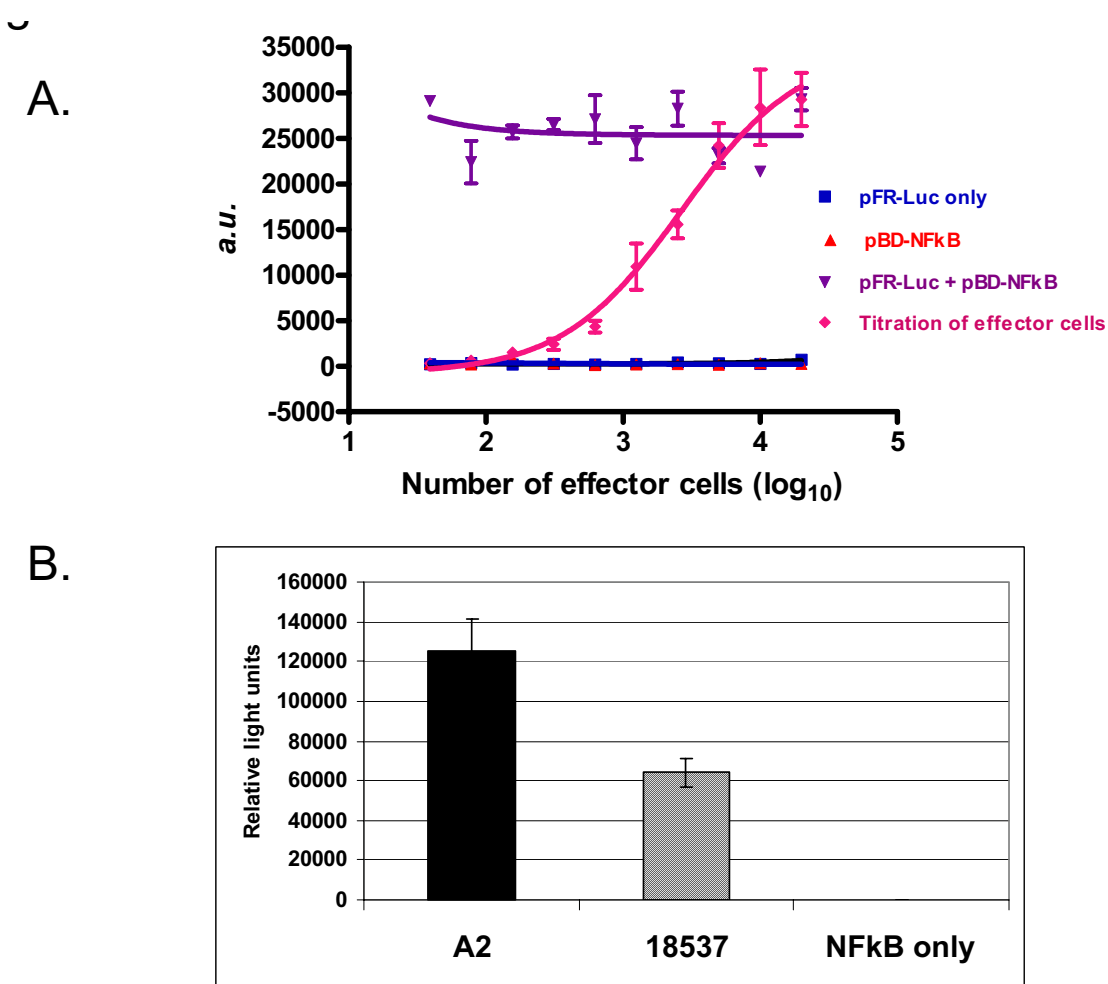 A.
35000
30000
25000
20000
15000
10000
5000
0
-5000
a.u.
1 2 3 4 5
Number of effector cells (log10)
pFR-Luc only
pBD-NFkB
pFR-Luc + pBD-NFkB
Titration of effector cells
B.
160000
140000
120000
100000
80000
60000
40000
20000
0
Relative light units
A2 18537 NFkB only